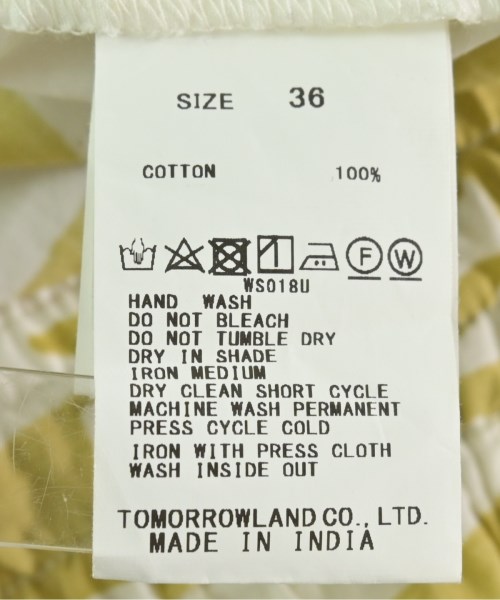 SIZE 36
COTTON 100%
F W
WS018U
HAND WASH
DO NOT BLEACH
DO NOT TUMBLE DRY
DRY IN SHADE
IRON MEDIUM
DRY CLEAN SHORT CYCLE
MACHINE WASH PERMANENT
PRESS CYCLE COLD
IRON WITH PRESS CLOTH
WASH INSIDE OUT
TOMORROWLAND CO., LTD.
MADE IN INDIA